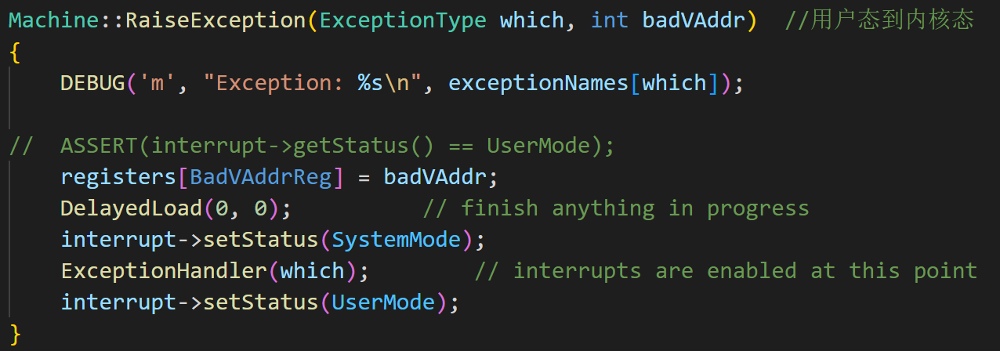 Machine::RaiseException(ExceptionType which, int badVAddr)  //用户态到内核态
{
    DEBUG('m', "Exception: %s\n", exceptionNames[which]);

//  ASSERT(interrupt->getStatus() == UserMode);
    registers[BadVAddrReg] = badVAddr;
    DelayedLoad(0, 0);          // finish anything in progress
    interrupt->setStatus(SystemMode);
    ExceptionHandler(which);        // interrupts are enabled at this point
    interrupt->setStatus(UserMode);
}